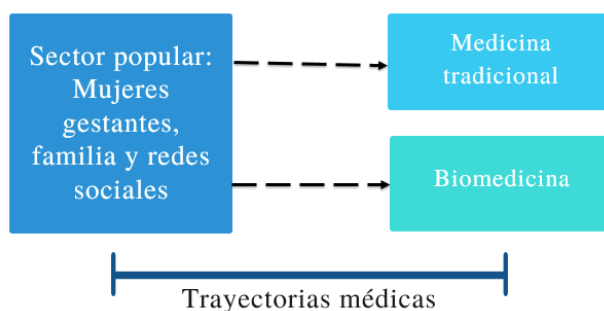 Sector popular:
Mujeres
gestantes,
familia y redes
sociales
Medicina
tradicional
Biomedicina
Trayectorias médicas